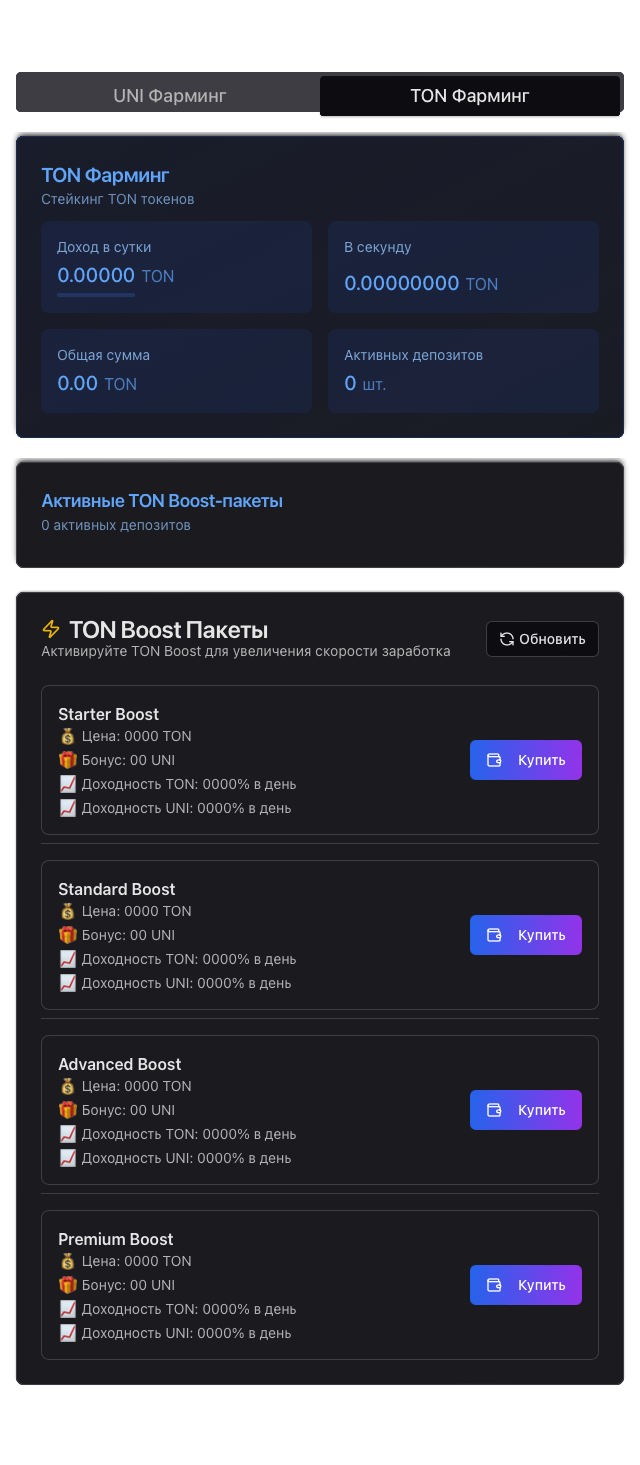 UNI Фарминг
TON Фарминг
TON Фарминг
Стейкинг TON токенов
Доход в сутки
0.00000 TON
В секунду
0.00000000 TON
Общая сумма
0.00 TON
Активных депозитов
0 шт.
Активные TON Boost-пакеты
0 активных депозитов
TON Boost Пакеты
Активируйте TON Boost для увеличения скорости заработка
Обновить
Starter Boost
💰 Цена: 0000 TON
🎁 Бонус: 00 UNI
📈 Доходность TON: 0000% в день
📈 Доходность UNI: 0000% в день
Купить
Standard Boost
💰 Цена: 0000 TON
🎁 Бонус: 00 UNI
📈 Доходность TON: 0000% в день
📈 Доходность UNI: 0000% в день
Купить
Advanced Boost
💰 Цена: 0000 TON
🎁 Бонус: 00 UNI
📈 Доходность TON: 0000% в день
📈 Доходность UNI: 0000% в день
Купить
Premium Boost
💰 Цена: 0000 TON
🎁 Бонус: 00 UNI
📈 Доходность TON: 0000% в день
📈 Доходность UNI: 0000% в день
Купить